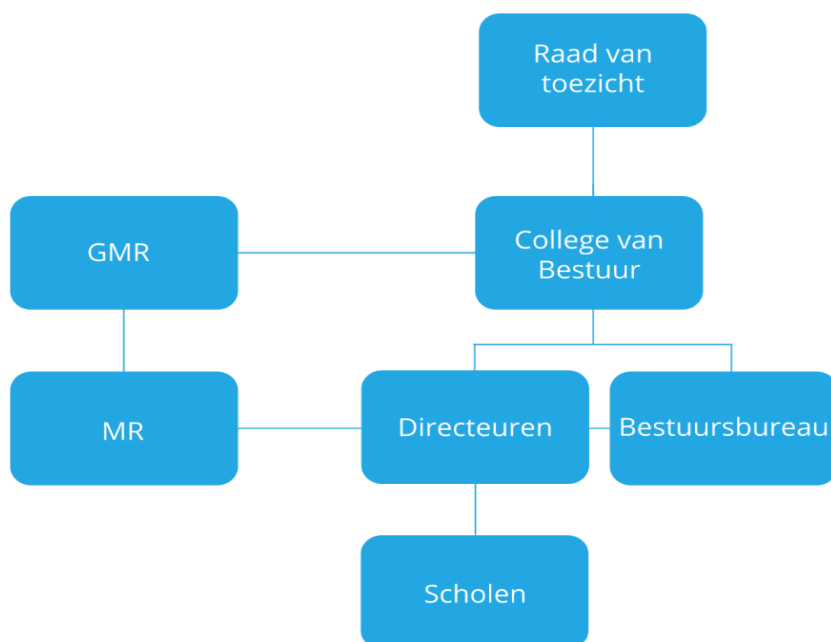 Raad van
toezicht
GMR
College van
Bestuur
MR
Directeuren
Bestuursbureau
Scholen